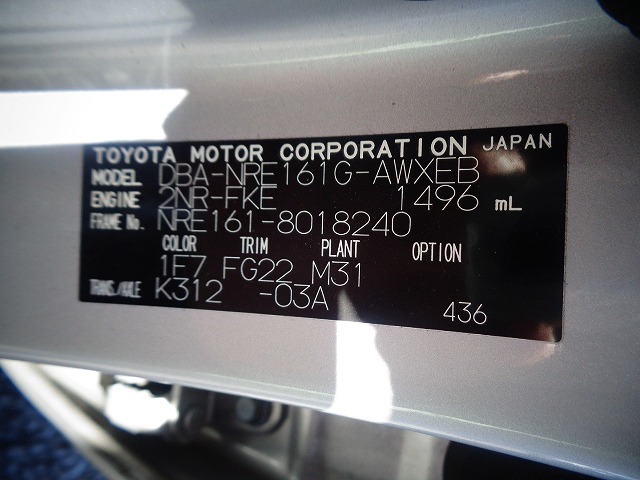 TOYOTA MOTOR CORPORATION JAPAN
MODEL DBA-NRE161G-AWXEB
ENGINE 2NR-FKE 1496 mL
FRAME No. NRE161-8018240
COLOR TRIM PLANT OPTION
1F7 FG22 M31
TRANS/AXLE K312 -03A
436